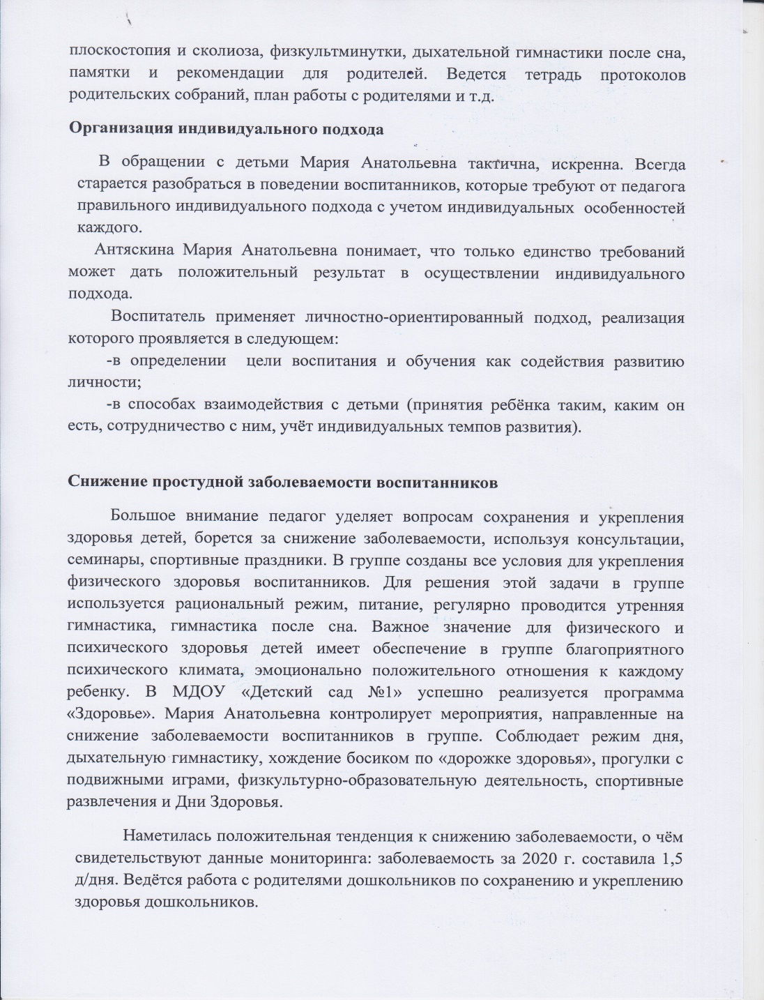 плоскостопия и сколиоза, физкультминутки, дыхательной гимнастики после сна,
памятки и рекомендации для родителей. Ведется тетрадь протоколов
родительских собраний, план работы с родителями и т.д.
Организация индивидуального подхода
В обращении с детьми Мария Анатольевна тактична, искренна. Всегда
старается разобраться в поведении воспитанников, которые требуют от педагога
правильного индивидуального подхода с учетом индивидуальных особенностей
каждого.
Антяскина Мария Анатольевна понимает, что только единство требований
может дать положительный результат в осуществлении индивидуального
подхода.
Воспитатель применяет личностно-ориентированный подход, реализация
которого проявляется в следующем:
-в определении цели воспитания и обучения как содействия развитию
личности;
-в способах взаимодействия с детьми (принятия ребёнка таким, каким он
есть, сотрудничество с ним, учёт индивидуальных темпов развития).
Снижение простудной заболеваемости воспитанников
Большое внимание педагог уделяет вопросам сохранения и укрепления
здоровья детей, борется за снижение заболеваемости, используя консультации,
семинары, спортивные праздники. В группе созданы все условия для укрепления
физического здоровья воспитанников. Для решения этой задачи в группе
используется рациональный режим, питание, регулярно проводится утренняя
гимнастика, гимнастика после сна. Важное значение для физического и
психического здоровья детей имеет обеспечение в группе благоприятного
психического климата, эмоционально положительного отношения к каждому
ребенку. В МДОУ «Детский сад №1» успешно реализуется программа
«Здоровье». Мария Анатольевна контролирует мероприятия, направленные на
снижение заболеваемости воспитанников в группе. Соблюдает режим дня,
дыхательную гимнастику, хождение босиком по «дорожке здоровья», прогулки с
подвижными играми, физкультурно-образовательную деятельность, спортивные
развлечения и Дни Здоровья.
Наметилась положительная тенденция к снижению заболеваемости, о чём
свидетельствуют данные мониторинга: заболеваемость за 2020 г. составила 1,5
д/дня. Ведётся работа с родителями дошкольников по сохранению и укреплению
здоровья дошкольников.